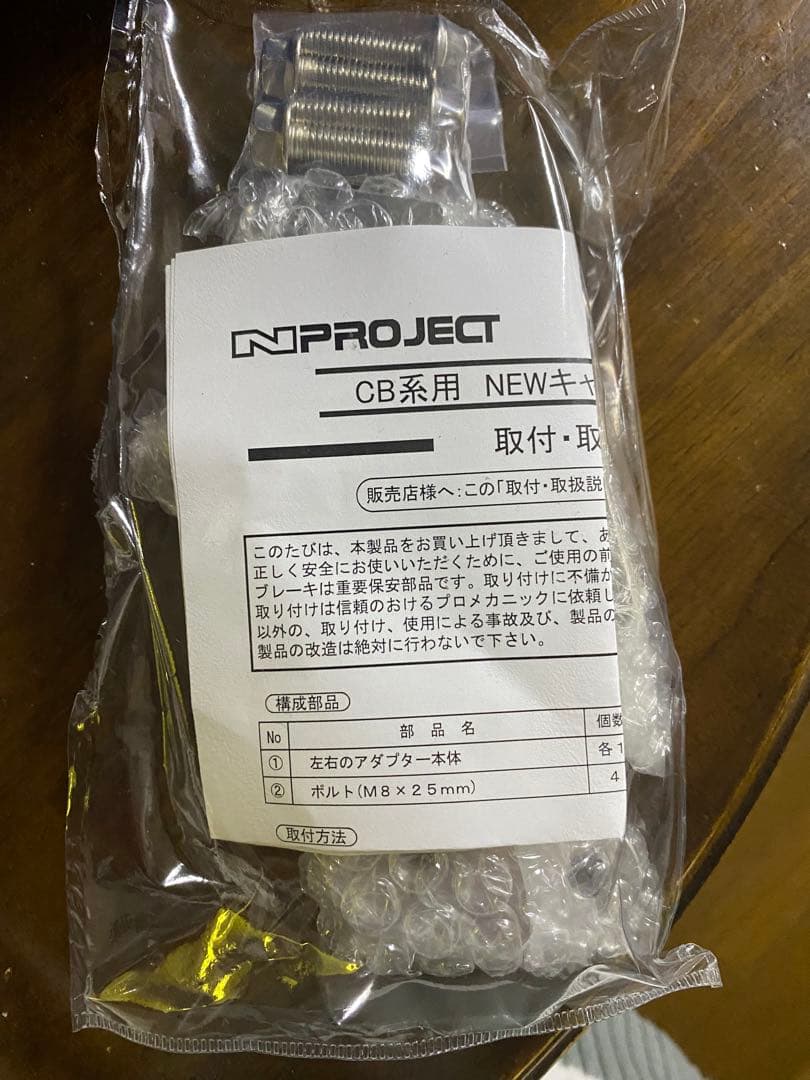 NPROJECT
CB系用 NEWキャ
取付・取
販売店様へ:この「取付・取扱説
このたびは、本製品をお買い上げ頂きまして、あ
正しく安全にお使いいただくために、ご使用の前
ブレーキは重要保安部品です。取り付けに不備が
取り付けは信頼のおけるプロメカニックに依頼し
以外の、取り付け、使用による事故及び、製品の
製品の改造は絶対に行わないで下さい。
構成部品
No 部品名 個数
① 左右のアダプター本体 各1
② ボルト(M8×25mm) 4
取付方法